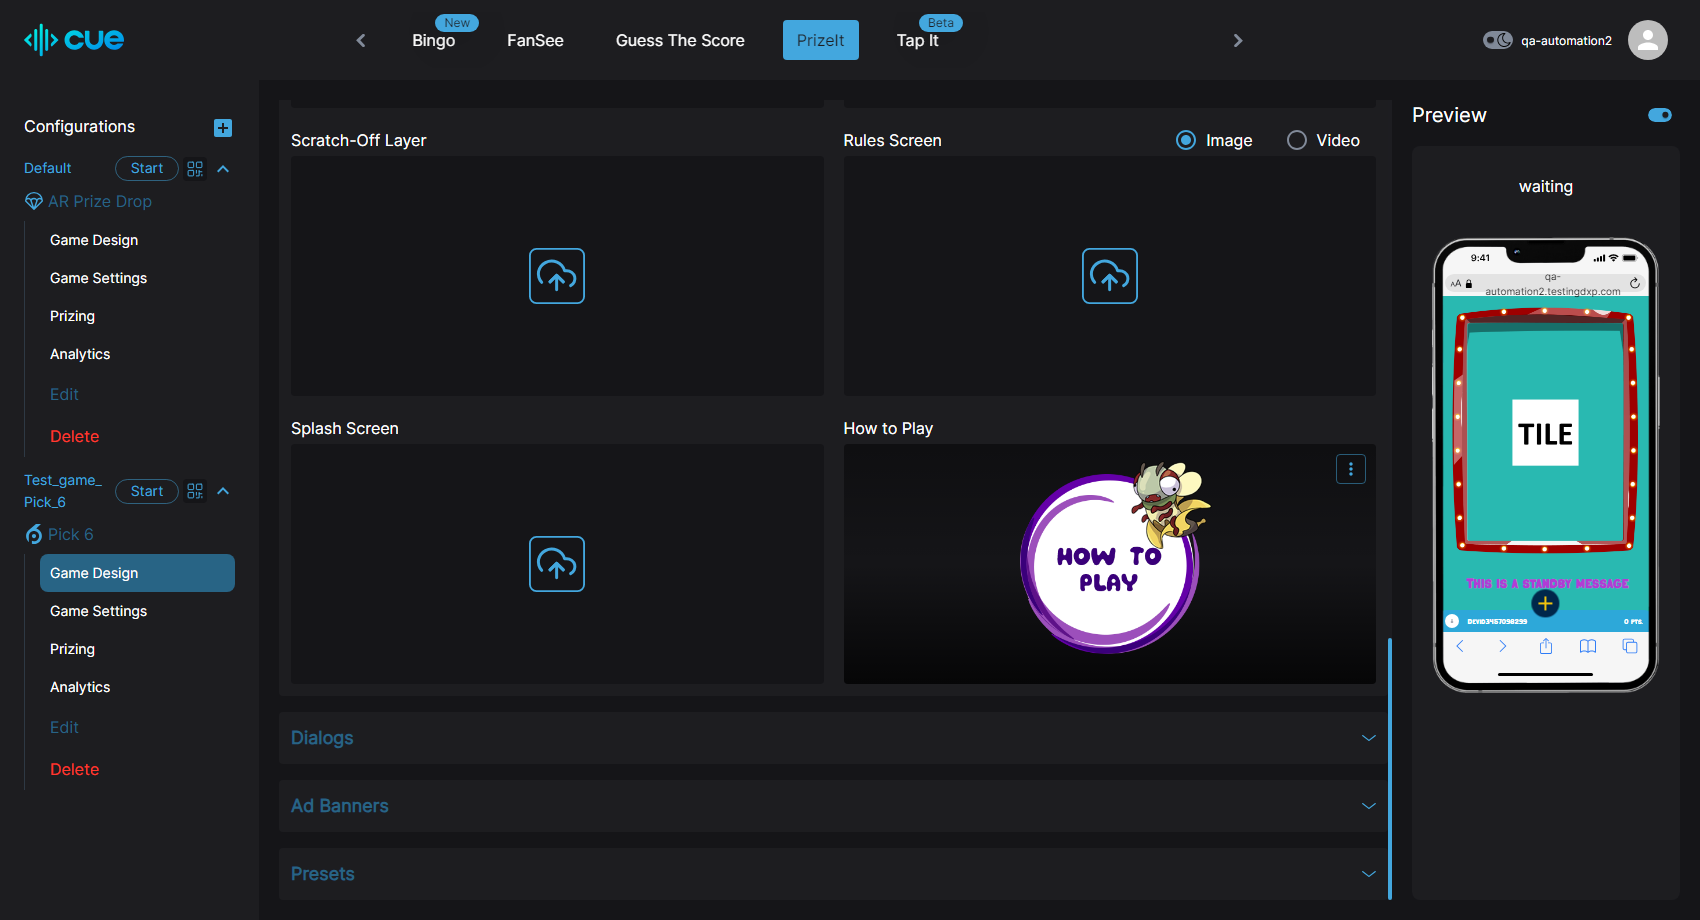 cue
New
Bingo
FanSee
Guess The Score
PrizeIt
Beta
Tap It
qa-automation2
Configurations
Default
Start
AR Prize Drop
Game Design
Game Settings
Prizing
Analytics
Edit
Delete
Test_game_
Pick_6
Start
Pick 6
Game Design
Game Settings
Prizing
Analytics
Edit
Delete
Scratch-Off Layer
Rules Screen
Image
Video
Splash Screen
How to Play
HOW TO
PLAY
Dialogs
Ad Banners
Presets
Preview
waiting
9:41
AA
qa-
automation2.testingdxp.com
TILE
THIS IS A STANDBY MESSAGE
0 PTS.